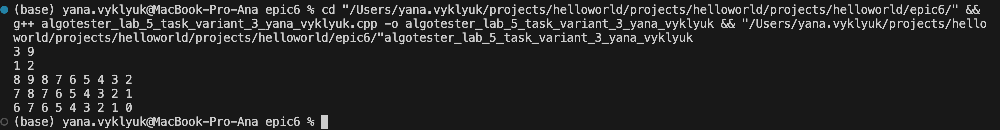 (base) yana.vyklyuk@MacBook-Pro-Ana epic6 % cd "/Users/yana.vyklyuk/projects/helloworld/projects/helloworld/projects/helloworld/epic6/" &&
g++ algotester_lab_5_task_variant_3_yana_vyklyuk.cpp -o algotester_lab_5_task_variant_3_yana_vyklyuk && "/Users/yana.vyklyuk/projects/hello
world/projects/helloworld/projects/helloworld/epic6/"algotester_lab_5_task_variant_3_yana_vyklyuk
3 9
1 2
8 9 8 7 6 5 4 3 2
7 8 7 6 5 4 3 2 1
6 7 6 5 4 3 2 1 0
(base) yana.vyklyuk@MacBook-Pro-Ana epic6 %